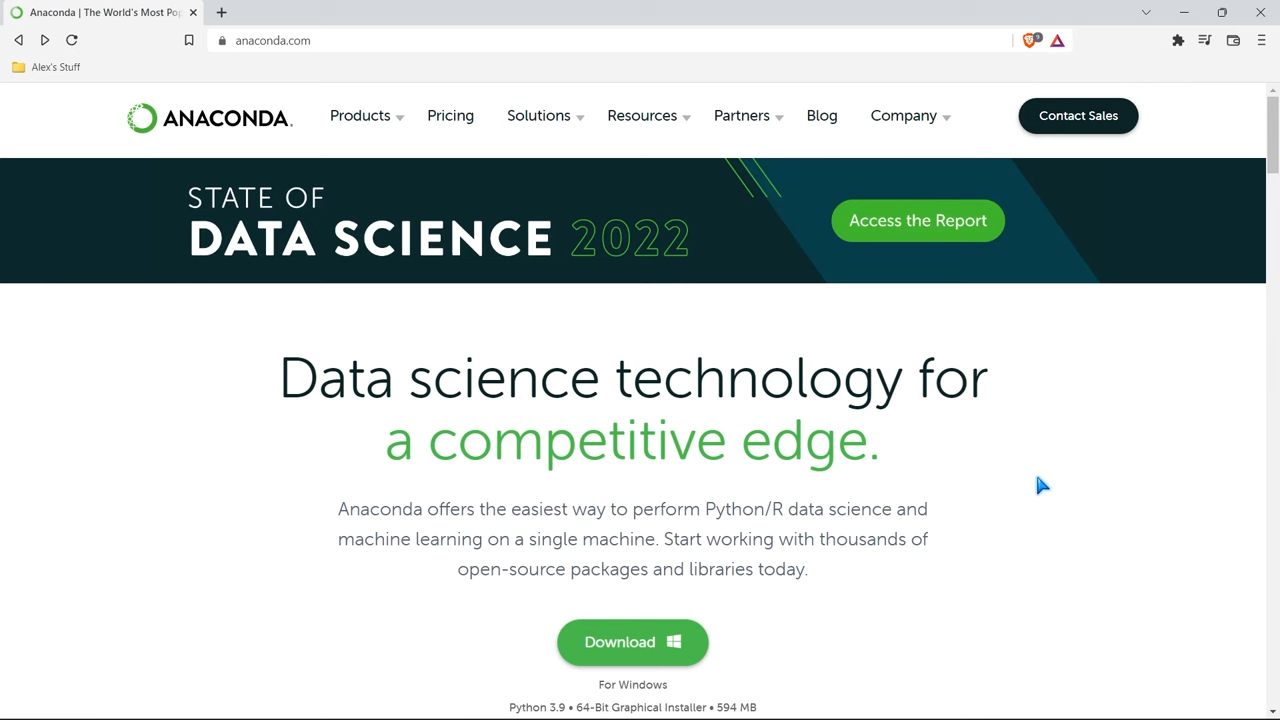 Anaconda | The World's Most Pop
anaconda.com
9
Alex's Stuff
ANACONDA.
Products Pricing Solutions Resources Partners Blog Company Contact Sales
STATE OF
DATA SCIENCE 2022
Access the Report
Data science technology for
a competitive edge.
Anaconda offers the easiest way to perform Python/R data science and
machine learning on a single machine. Start working with thousands of
open-source packages and libraries today.
Download
For Windows
Python 3.9 • 64-Bit Graphical Installer • 594 MB